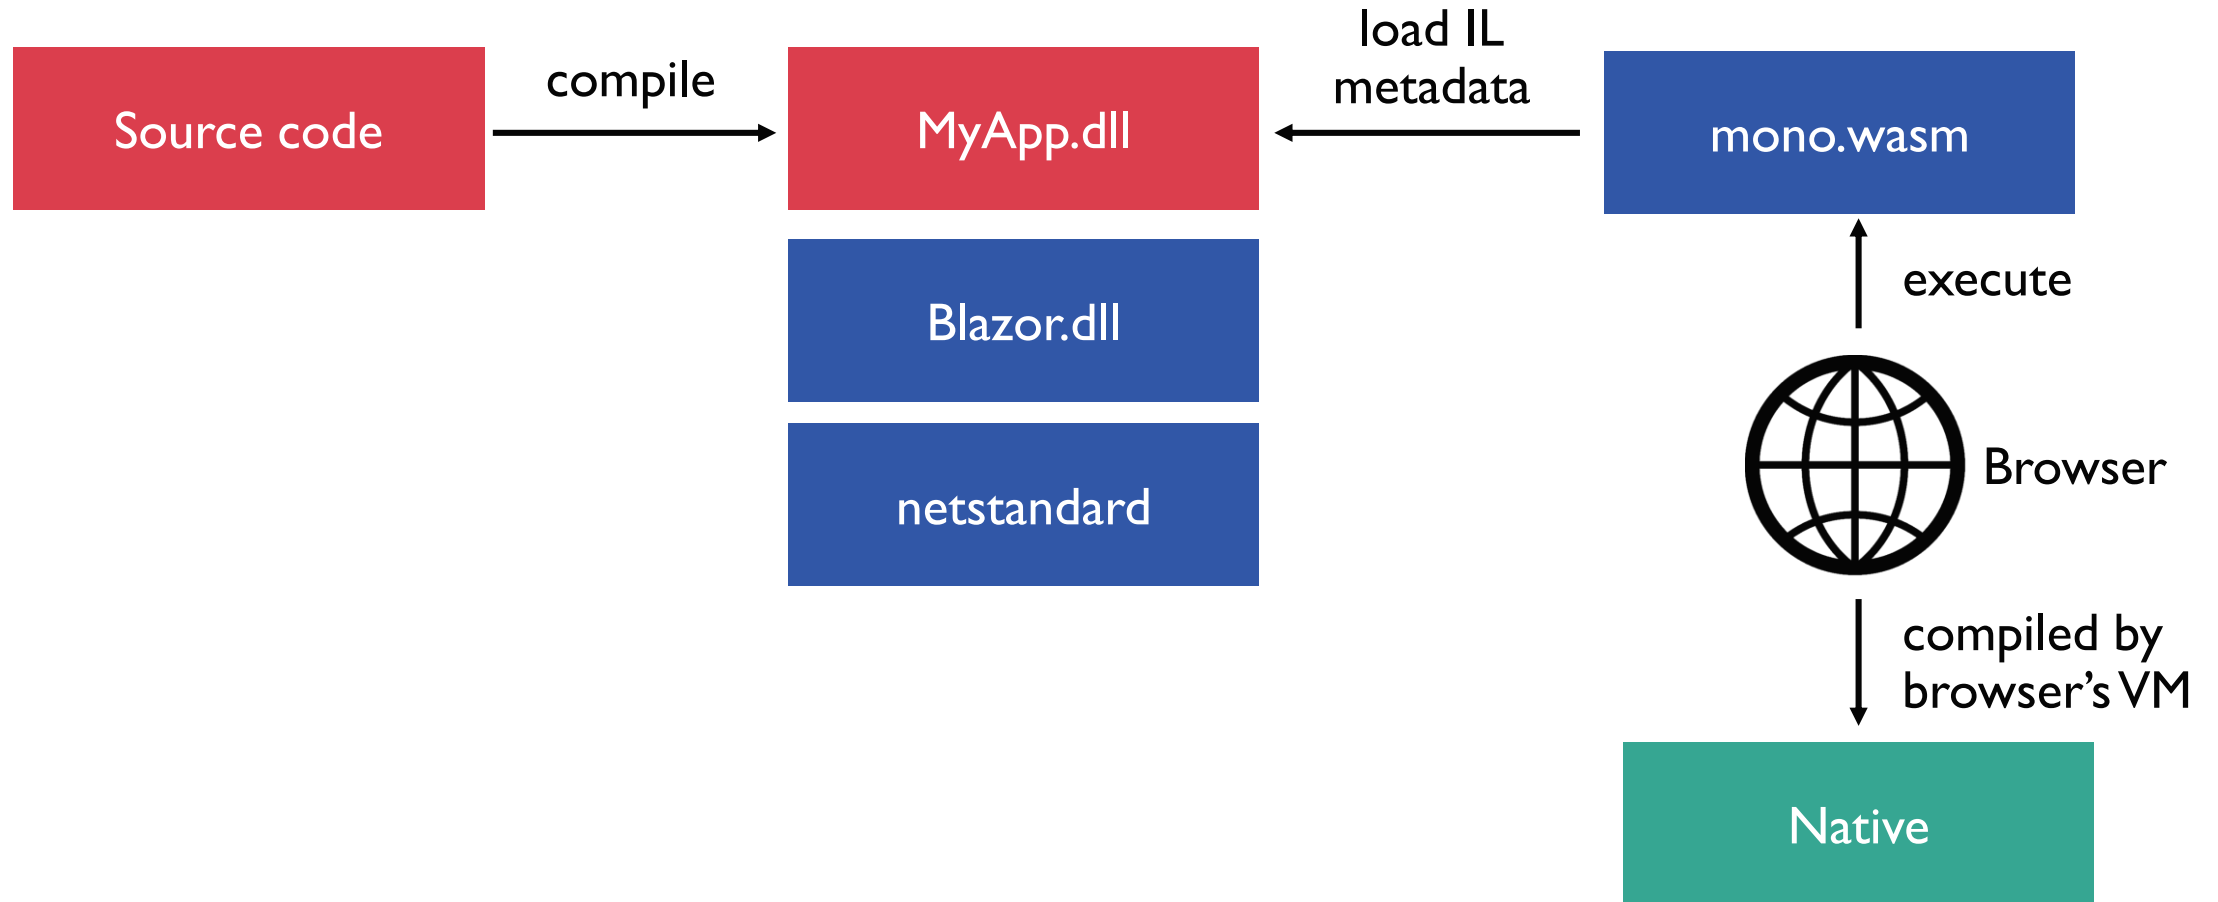 Source code
compile
MyApp.dll
load IL
metadata
mono.wasm
Blazor.dll
netstandard
execute
Browser
compiled by
browser’s VM
Native